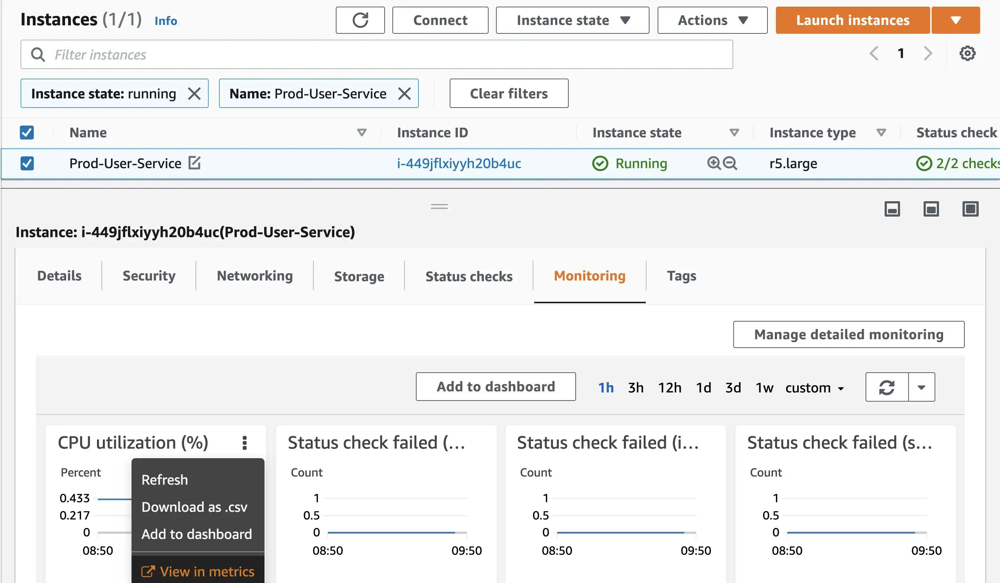 Instances (1/1) Info Connect Instance state Actions Launch instances
Filter instances 1
Instance state: running Name: Prod-User-Service Clear filters
Name Instance ID Instance state Instance type Status check
Prod-User-Service i-449jflxiyyh20b4uc Running r5.large 2/2 checks
Instance: i-449jflxiyyh20b4uc(Prod-User-Service)
Details Security Networking Storage Status checks Monitoring Tags
Manage detailed monitoring
Add to dashboard 1h 3h 12h 1d 3d 1w custom
CPU utilization (%)
Percent
0.433
0.217
0
08:50
Refresh
Download as .csv
Add to dashboard
View in metrics
Status check failed (...
Count
1
0.5
0
08:50 09:50
Status check failed (i...
Count
1
0.5
0
08:50 09:50
Status check failed (s...
Count
1
0.5
0
08:50 09:50